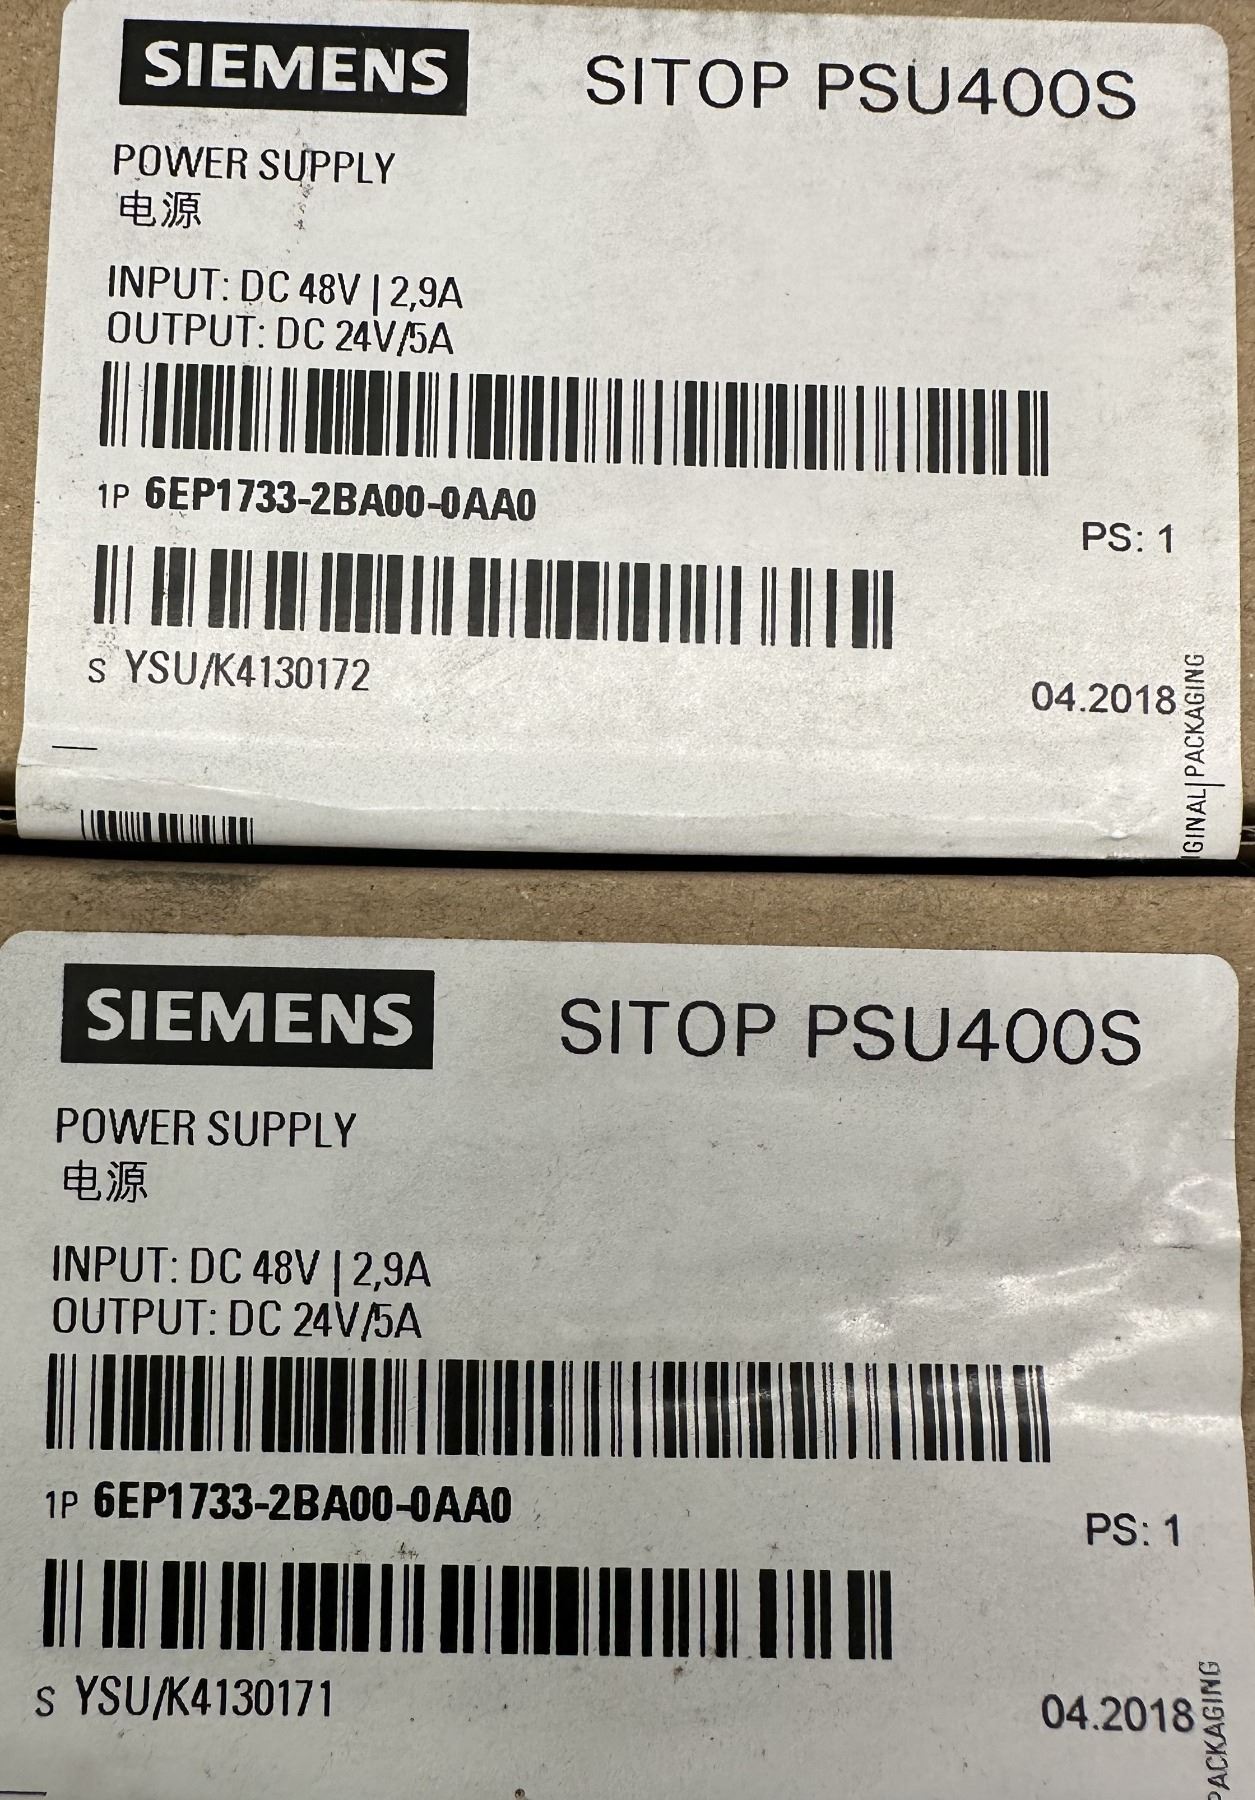 SIEMENS SITOP PSU400S
POWER SUPPLY
电源
INPUT: DC 48V | 2,9A
OUTPUT: DC 24V/5A
1P 6EP1733-2BA00-0AA0
PS: 1
S YSU/K4130172
04.2018
GINAL|PACKAGING
SIEMENS SITOP PSU400S
POWER SUPPLY
电源
INPUT: DC 48V | 2,9A
OUTPUT: DC 24V/5A
1P 6EP1733-2BA00-0AA0
PS: 1
S YSU/K4130171
04.2018
PACKAGING